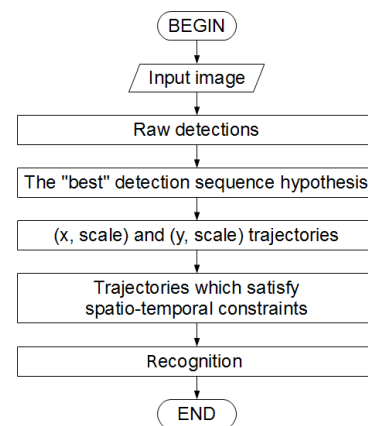 BEGIN
Input image
Raw detections
The "best" detection sequence hypothesis
(x, scale) and (y, scale) trajectories
Trajectories which satisfy
spatio-temporal constraints
Recognition
END